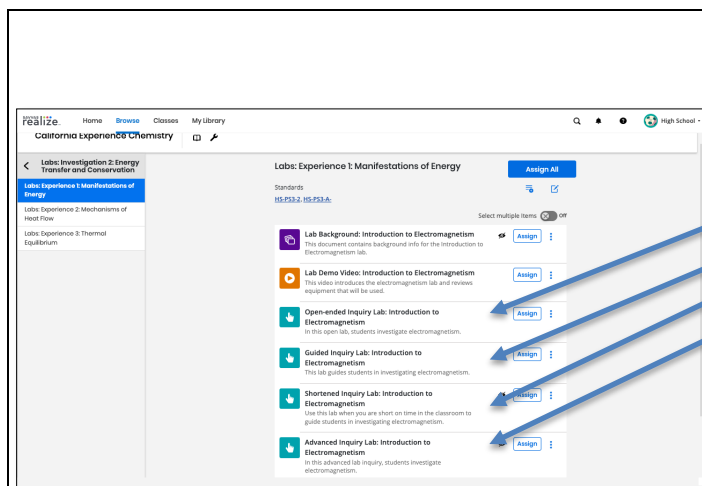 SAVVAS
realize. Home Browse Classes My Library High School
California Experience Chemistry
Labs: Investigation 2: Energy
Transfer and Conservation
Labs: Experience 1: Manifestations of
Energy
Labs: Experience 2: Mechanisms of
Heat Flow
Labs: Experience 3: Thermal
Equilibrium
Labs: Experience 1: Manifestations of Energy Assign All
Standards
HS-PS3-2, HS-PS3-A-
Select multiple items Off
Lab Background: Introduction to Electromagnetism Assign
This document contains background info for the Introduction to
Electromagnetism lab.
Lab Demo Video: Introduction to Electromagnetism Assign
This video introduces the electromagnetism lab and reviews
equipment that will be used.
Open-ended Inquiry Lab: Introduction to Assign
Electromagnetism
In this open lab, students investigate electromagnetism.
Guided Inquiry Lab: Introduction to Assign
Electromagnetism
This lab guides students in investigating electromagnetism.
Shortened Inquiry Lab: Introduction to Assign
Electromagnetism
Use this lab when you are short on time in the classroom to
guide students in investigating electromagnetism.
Advanced Inquiry Lab: Introduction to Assign
Electromagnetism
In this advanced lab inquiry, students investigate
electromagnetism.